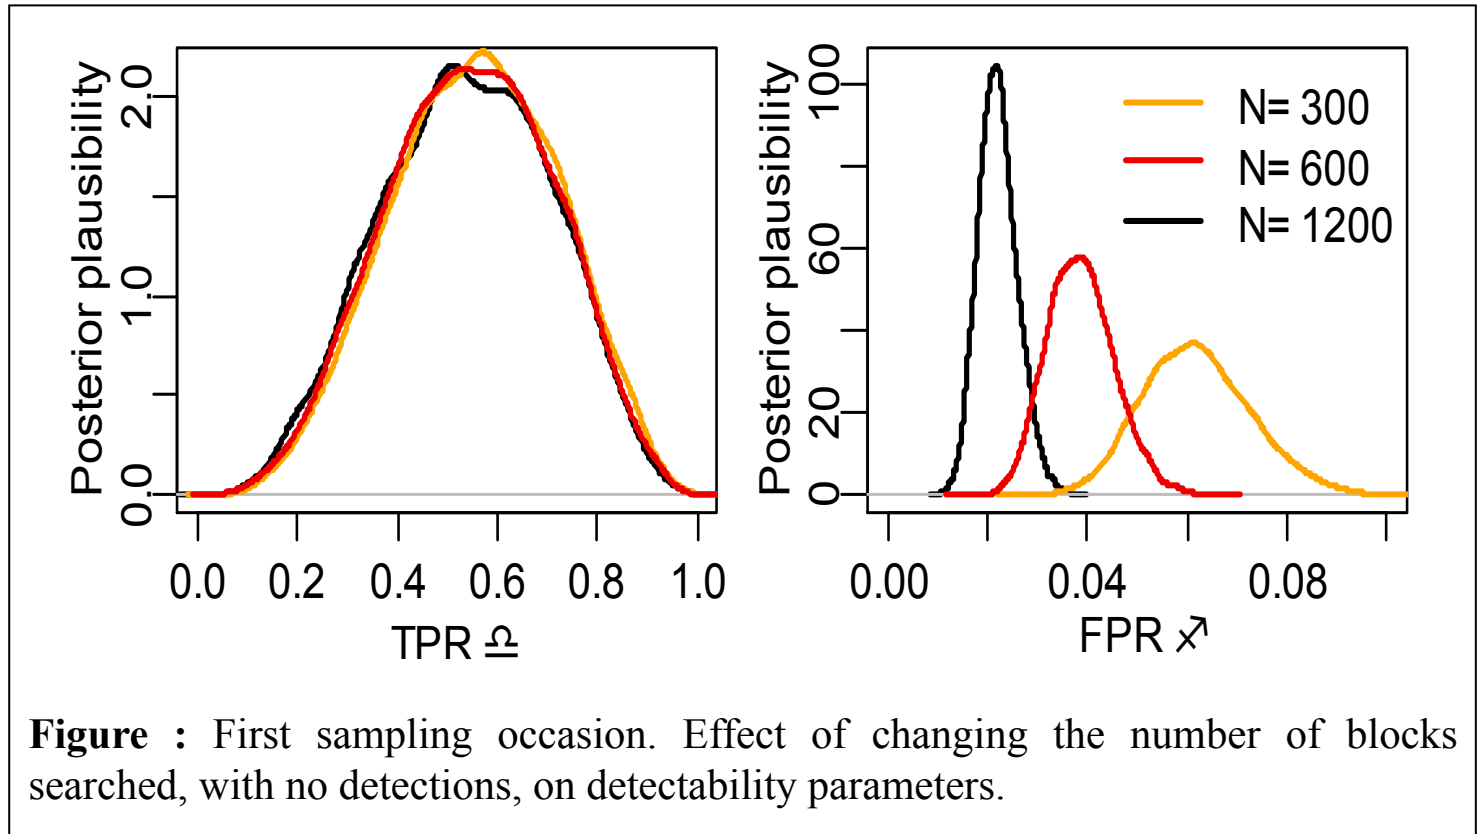 Posterior plausibility
0.0 1.0 2.0
0.0 0.2 0.4 0.6 0.8 1.0
TPR ♎
Posterior plausibility
0 20 60 100
N= 300
N= 600
N= 1200
0.00 0.04 0.08
FPR ♐
Figure : First sampling occasion. Effect of changing the number of blocks
searched, with no detections, on detectability parameters.